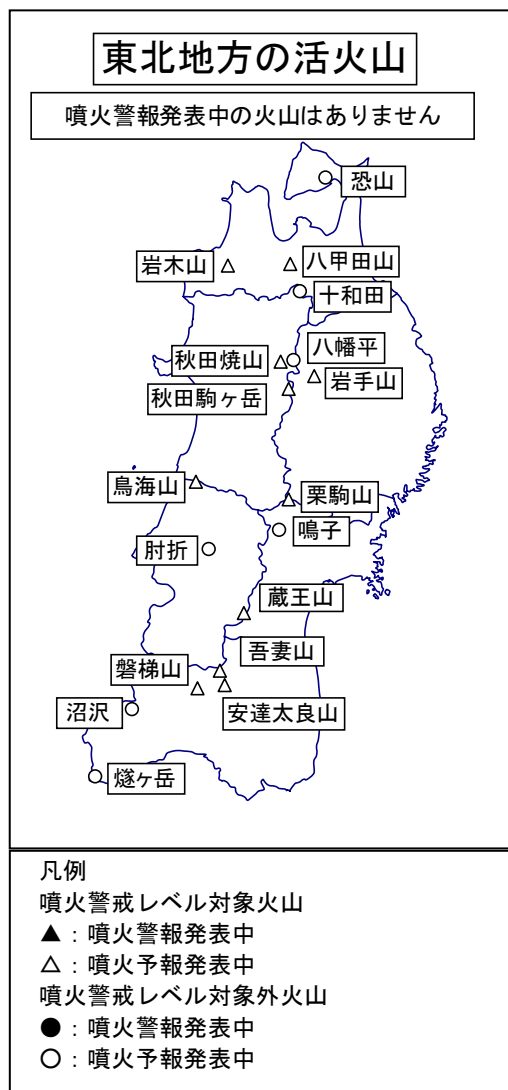 東北地方の活火山
噴火警報発表中の火山はありません
恐山
岩木山
八甲田山
十和田
八幡平
秋田焼山
岩手山
秋田駒ヶ岳
鳥海山
栗駒山
鳴子
肘折
蔵王山
吾妻山
磐梯山
沼沢
安達太良山
燧ヶ岳
凡例
噴火警戒レベル対象火山
▲：噴火警報発表中
△：噴火予報発表中
噴火警戒レベル対象外火山
●：噴火警報発表中
○：噴火予報発表中